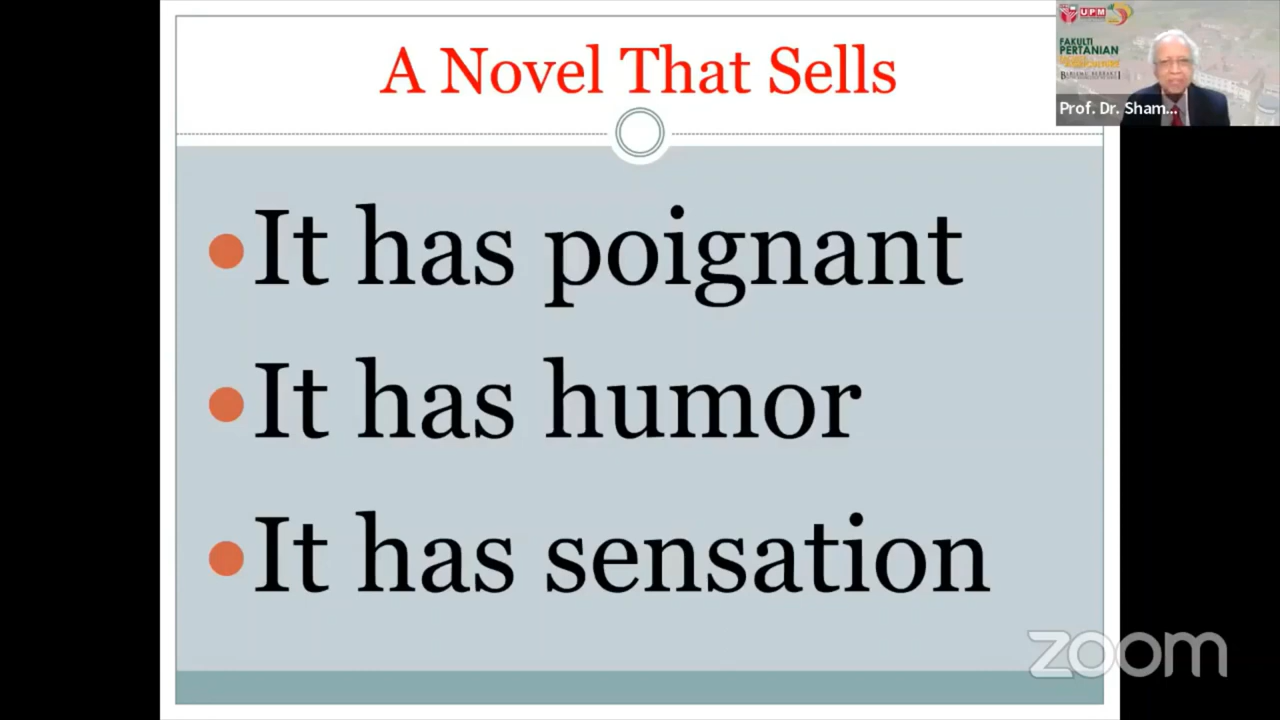 A Novel That Sells
It has poignant
It has humor
It has sensation
UPM
FAKULTI
PERTANIAN
Prof. Dr. Sham...
zoom